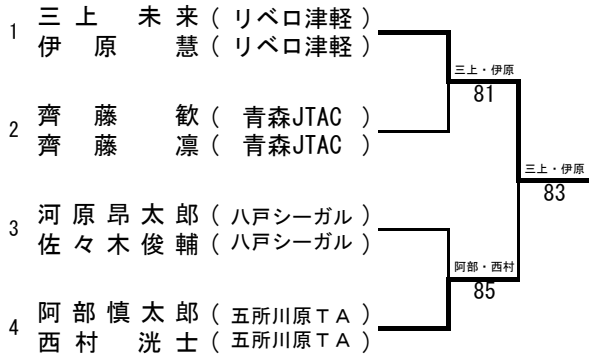 1 三上 未来 ( リベロ津軽 )
伊原 慧 ( リベロ津軽 )
三上・伊原
81
2 齊藤 歓 ( 青森JTAC )
齊藤 凛 ( 青森JTAC )
三上・伊原
83
3 河原昂太郎 ( 八戸シーガル )
佐々木俊輔 ( 八戸シーガル )
阿部・西村
85
4 阿部慎太郎 ( 五所川原ＴＡ )
西村 洸士 ( 五所川原ＴＡ )